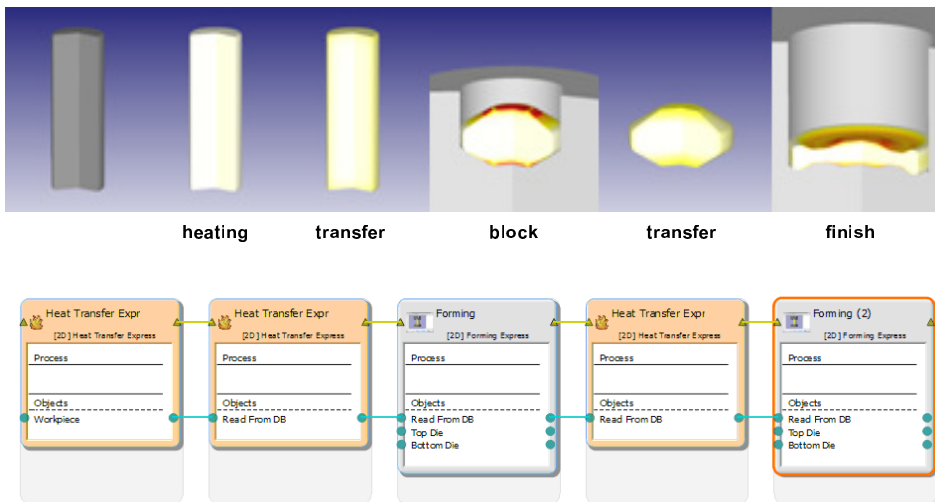 heating transfer block transfer finish
Heat Transfer Expr
[2D] Heat Transfer Express
Process
Objects
Workpiece
Heat Transfer Expr
[2D] Heat Transfer Express
Process
Objects
Read From DB
Forming
[2D] Forming Express
Process
Objects
Read From DB
Top Die
Bottom Die
Heat Transfer Expr
[2D] Heat Transfer Express
Process
Objects
Read From DB
Forming (2)
[2D] Forming Express
Process
Objects
Read From DB
Top Die
Bottom Die